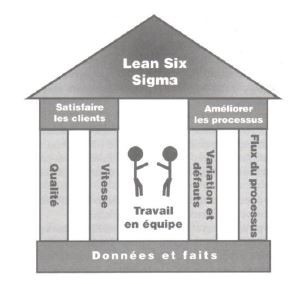 Lean Six
Sigma
Satisfaire
les clients
Améliorer
les processus
Qualité
Vitesse
Travail
en équipe
Variation et
défauts
Flux du processus
Données et faits